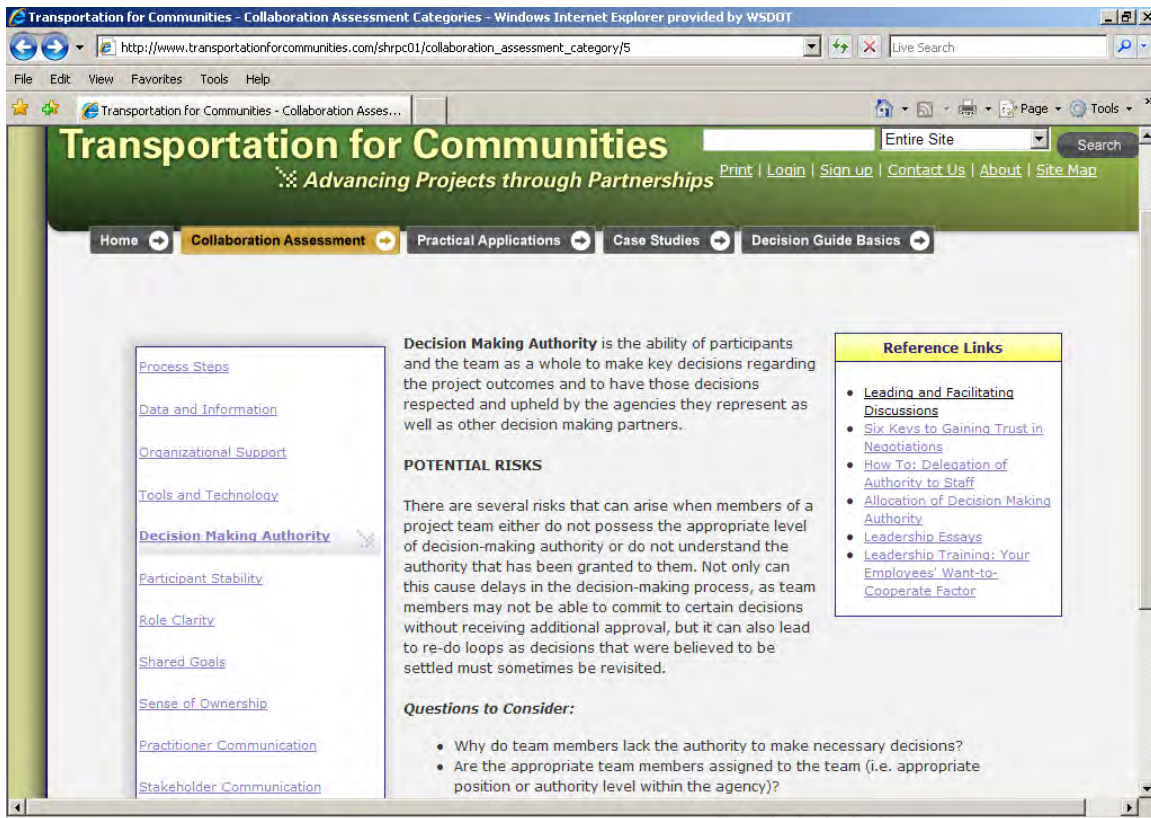 Transportation for Communities - Collaboration Assessment Categories - Windows Internet Explorer provided by WSDOT
http://www.transportationforcommunities.com/shrpc01/collaboration_assessment_category/5
Live Search
File Edit View Favorites Tools Help
Transportation for Communities - Collaboration Asses...
Page Tools
Transportation for Communities
Entire Site
Search
Advancing Projects through Partnerships
Print | Login | Sign up | Contact Us | About | Site Map
Home
Collaboration Assessment
Practical Applications
Case Studies
Decision Guide Basics
Process Steps
Data and Information
Organizational Support
Tools and Technology
Decision Making Authority
Participant Stability
Role Clarity
Shared Goals
Sense of Ownership
Practitioner Communication
Stakeholder Communication
Decision Making Authority is the ability of participants
and the team as a whole to make key decisions regarding
the project outcomes and to have those decisions
respected and upheld by the agencies they represent as
well as other decision making partners.
POTENTIAL RISKS
There are several risks that can arise when members of a
project team either do not possess the appropriate level
of decision-making authority or do not understand the
authority that has been granted to them. Not only can
this cause delays in the decision-making process, as team
members may not be able to commit to certain decisions
without receiving additional approval, but it can also lead
to re-do loops as decisions that were believed to be
settled must sometimes be revisited.
Questions to Consider:
• Why do team members lack the authority to make necessary decisions?
• Are the appropriate team members assigned to the team (i.e. appropriate
position or authority level within the agency)?
Reference Links
• Leading and Facilitating
Discussions
• Six Keys to Gaining Trust in
Negotiations
• How To: Delegation of
Authority to Staff
• Allocation of Decision Making
Authority
• Leadership Essays
• Leadership Training: Your
Employees' Want-to-
Cooperate Factor